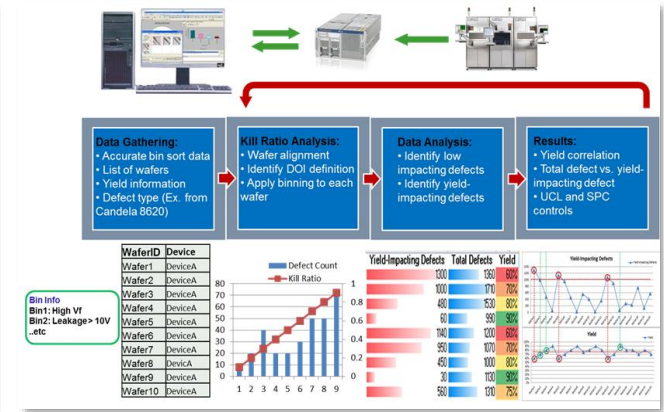 Data Gathering:
• Accurate bin sort data
• List of wafers
• Yield information
• Defect type (Ex. from
Candela 8620)
Kill Ratio Analysis:
• Wafer alignment
• Identify DOI definition
• Apply binning to each
wafer
Data Analysis:
• Identify low
impacting defects
• Identify yield-
impacting defects
Results:
• Yield correlation
• Total defect vs. yield-
impacting defect
• UCL and SPC
controls
Bin Info
Bin1: High Vf
Bin2: Leakage> 10V
..etc
WaferID Device
Wafer1 DeviceA
Wafer2 DeviceA
Wafer3 DeviceA
Wafer4 DeviceA
Wafer5 DeviceA
Wafer6 DeviceA
Wafer7 DeviceA
Wafer8 DeviceA
Wafer9 DeviceA
Wafer10 DeviceA
Defect Count
Kill Ratio
80 1
70
60 0.8
50
40 0.6
30 0.4
20
10 0.2
0 0
1 2 3 4 5 6 7 8 9
Yield-Impacting Defects Total Defects Yield
1300 1360 60%
1000 1710 70%
480 1530 80%
60 990 90%
1140 1200 60%
950 1070 70%
450 1000 80%
30 1130 90%
560 1310 75%
Yield-Impacting Defects
Yield